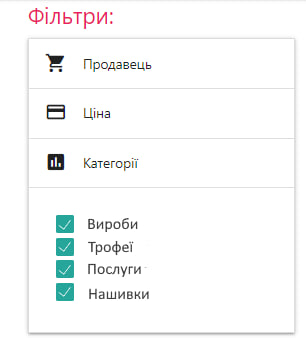 Фільтри:
Продавець
Ціна
Категорії
Вироби
Трофеї
Послуги
Нашивки